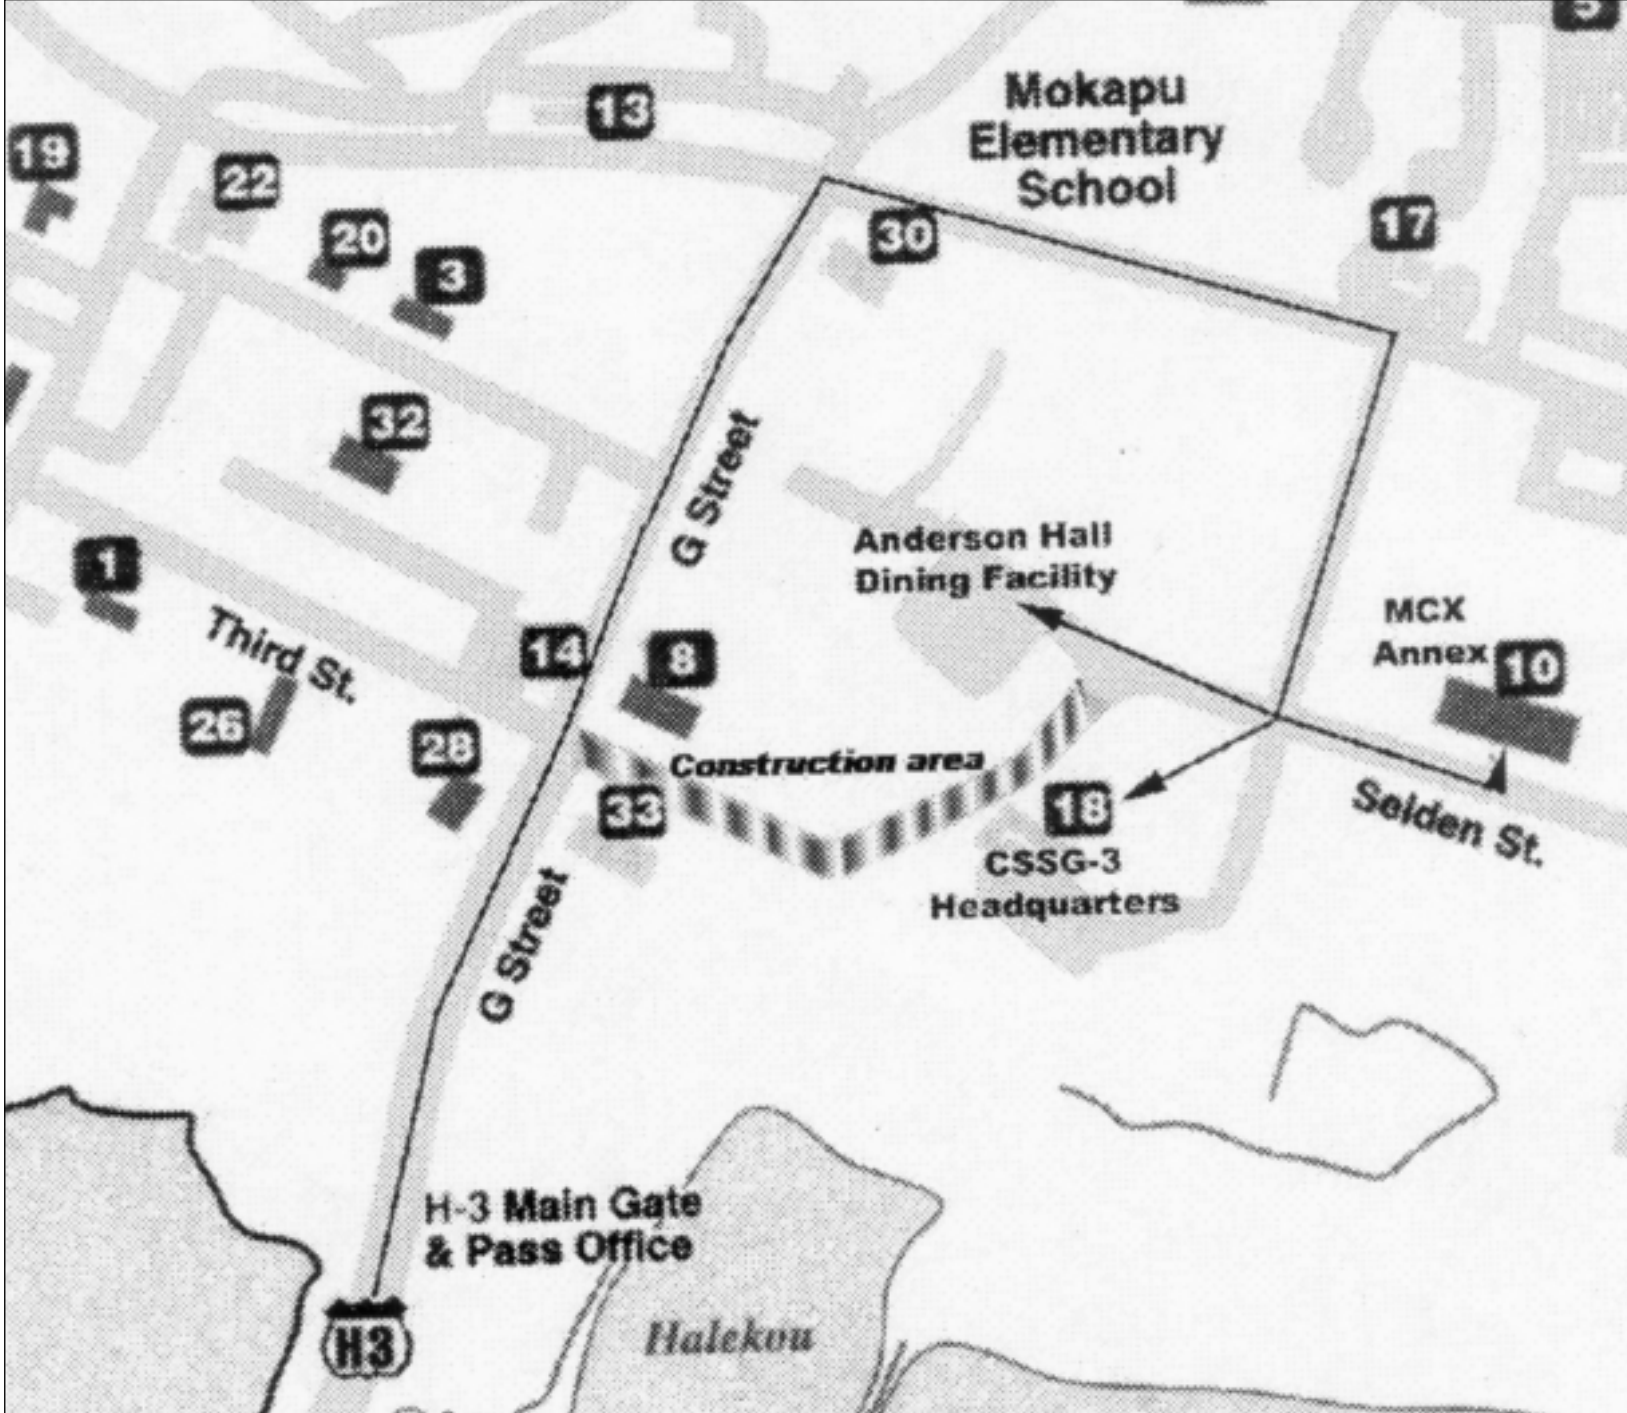 5
Mokapu
Elementary
School
13
19
22
20
3
30
17
32
G Street
Anderson Hall
Dining Facility
1
Third St.
14
8
MCX
Annex
10
26
28
Construction area
33
18
CSSG-3
Headquarters
Selden St.
G Street
H-3 Main Gate
& Pass Office
H3
Halekou